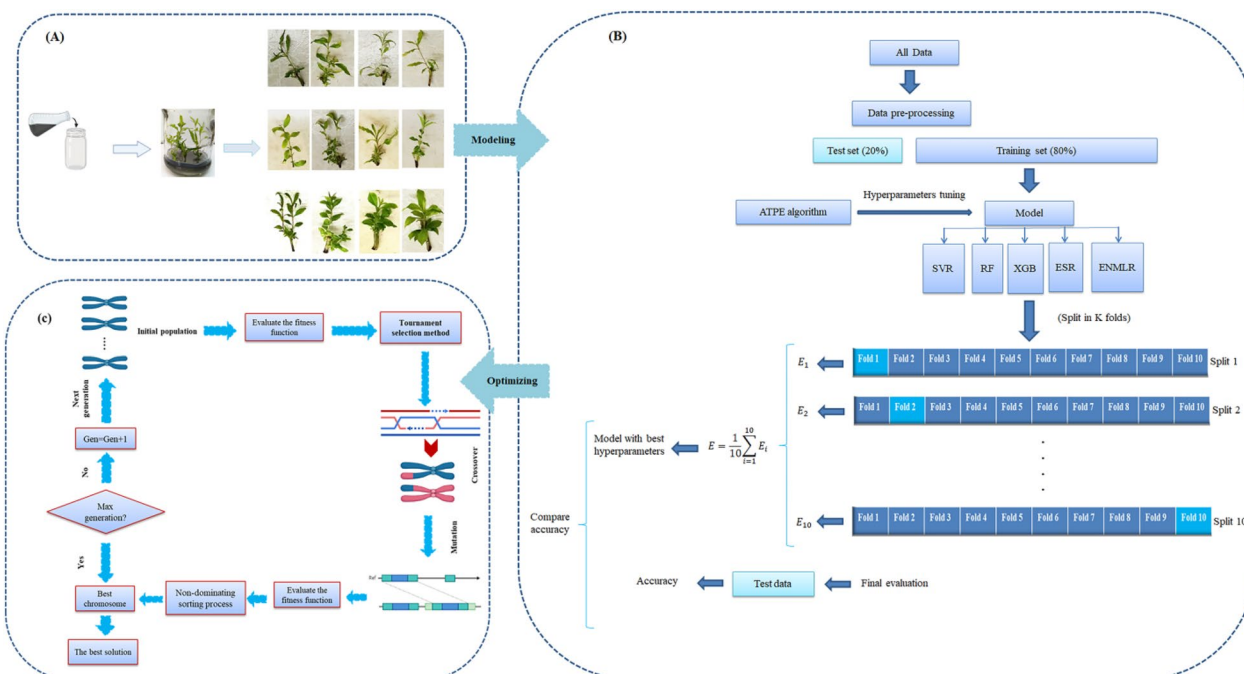 (A)
Modeling
(B)
All Data
Data pre-processing
Test set (20%)
Training set (80%)
ATPE algorithm
Hyperparameters tuning
Model
SVR
RF
XGB
ESR
ENMLR
(Split in K folds)
E1
Fold 1 Fold 2 Fold 3 Fold 4 Fold 5 Fold 6 Fold 7 Fold 8 Fold 9 Fold 10 Split 1
E2
Fold 1 Fold 2 Fold 3 Fold 4 Fold 5 Fold 6 Fold 7 Fold 8 Fold 9 Fold 10 Split 2
E10
Fold 1 Fold 2 Fold 3 Fold 4 Fold 5 Fold 6 Fold 7 Fold 8 Fold 9 Fold 10 Split 10
Model with best
hyperparameters
E = 1/10 ∑ i=1 10 Ei
Compare
accuracy
Accuracy
Test data
Final evaluation
Optimizing
(c)
Initial population
Evaluate the fitness
function
Tournament
selection method
Crossover
Mutation
Evaluate the
fitness function
Non-dominating
sorting process
Best
chromosome
The best solution
Yes
Max
generation?
No
Gen=Gen+1
Next
generation